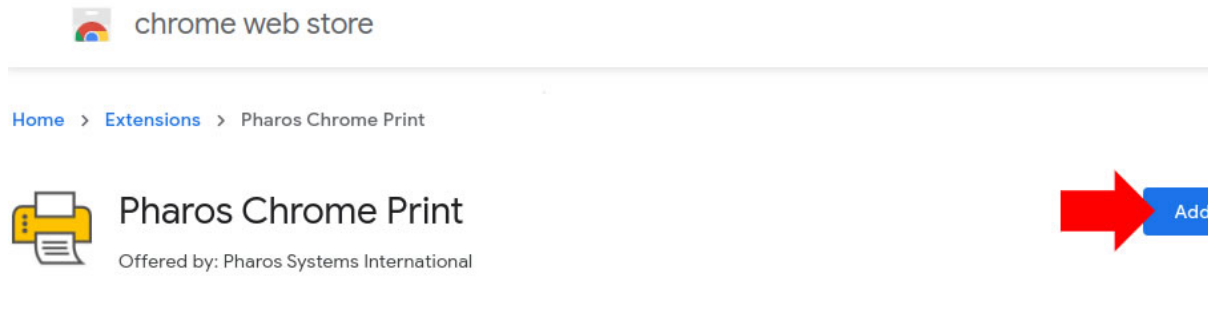 chrome web store
Home > Extensions > Pharos Chrome Print
Pharos Chrome Print
Add
Offered by: Pharos Systems International